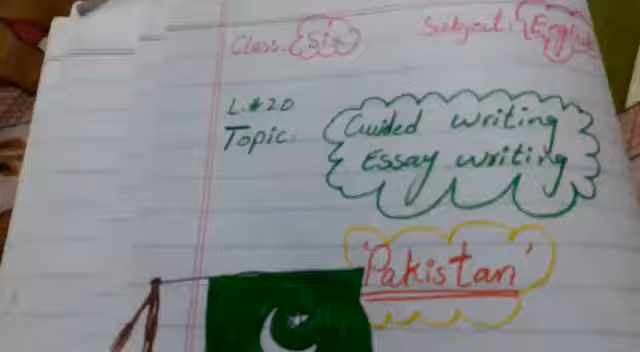 Class: Six
Subject: English
L.#20
Topic:
Guided writing
Essay writing
'Pakistan'